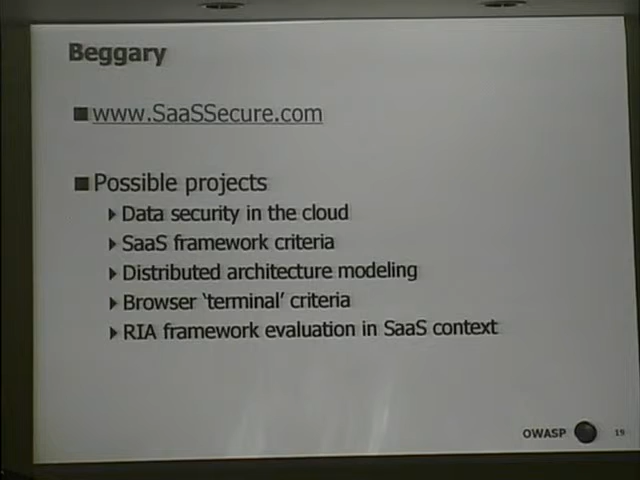 Beggary
www.SaaSSecure.com
Possible projects
Data security in the cloud
SaaS framework criteria
Distributed architecture modeling
Browser ‘terminal’ criteria
RIA framework evaluation in SaaS context
OWASP 19